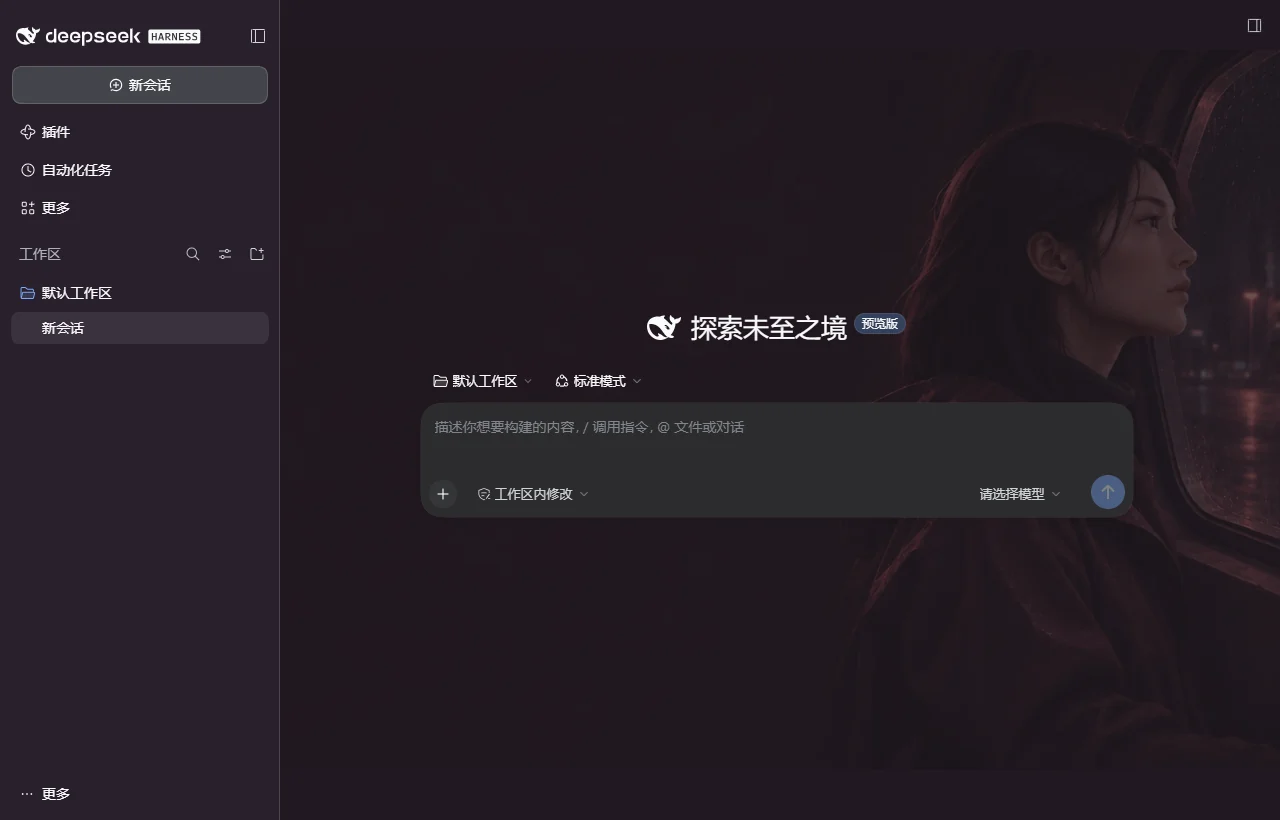 deepseek HARNESS
新会话
插件
自动化任务
更多
工作区
默认工作区
新会话
更多
探索未至之境 预览版
默认工作区 标准模式
描述你想要构建的内容, / 调用指令, @ 文件或对话
工作区内修改 请选择模型